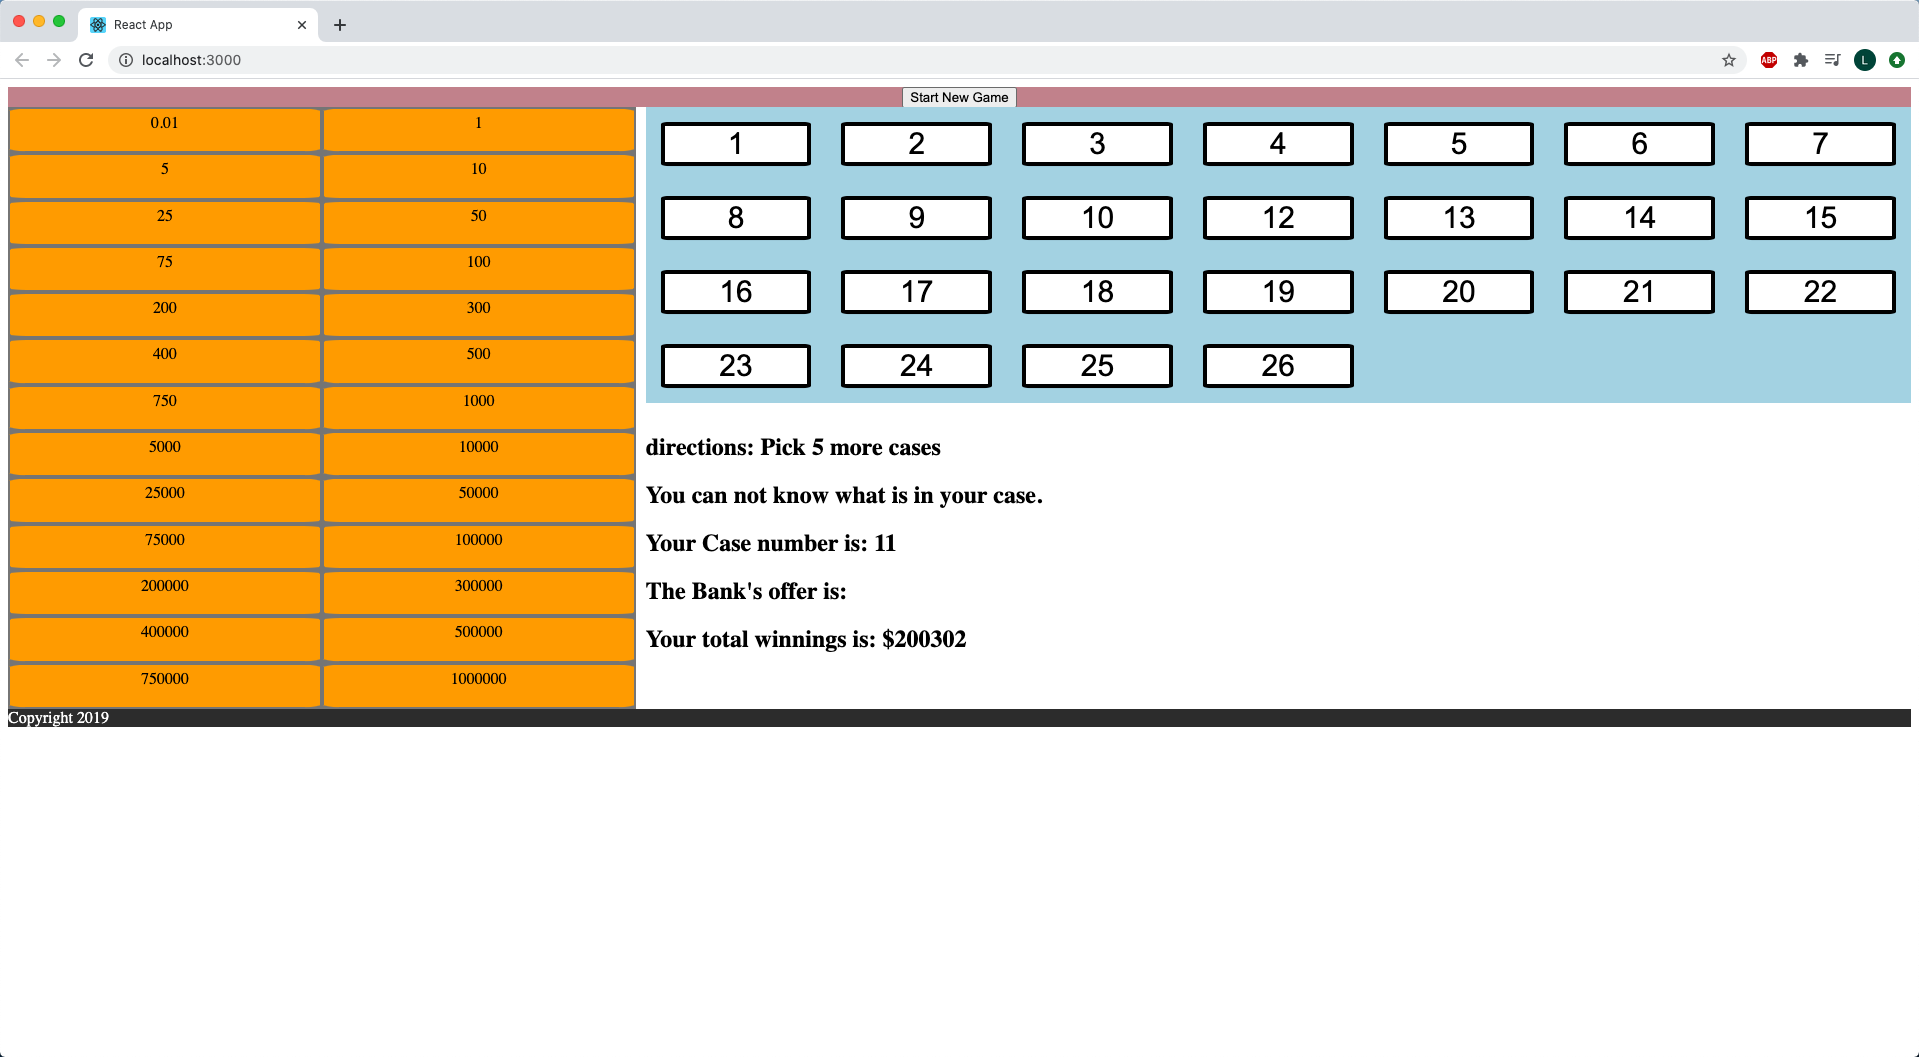 React App
localhost:3000
ABP
L
Start New Game
0.01 1
5 10
25 50
75 100
200 300
400 500
750 1000
5000 10000
25000 50000
75000 100000
200000 300000
400000 500000
750000 1000000
1 2 3 4 5 6 7
8 9 10 12 13 14 15
16 17 18 19 20 21 22
23 24 25 26
directions: Pick 5 more cases
You can not know what is in your case.
Your Case number is: 11
The Bank's offer is:
Your total winnings is: $200302
Copyright 2019